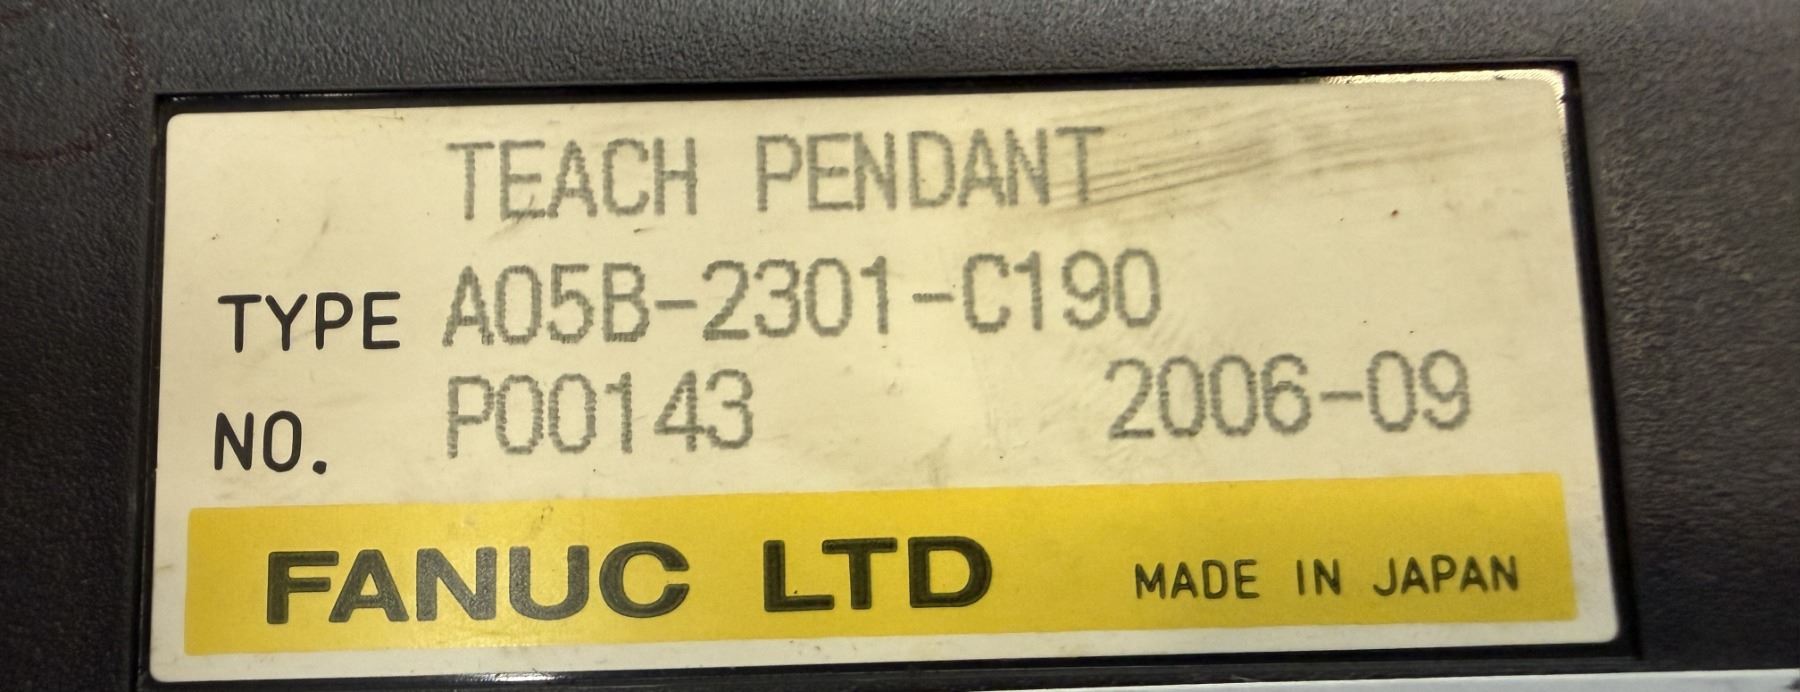 TEACH PENDANT
TYPE A05B-2301-C190
NO. P00143 2006-09
FANUC LTD MADE IN JAPAN